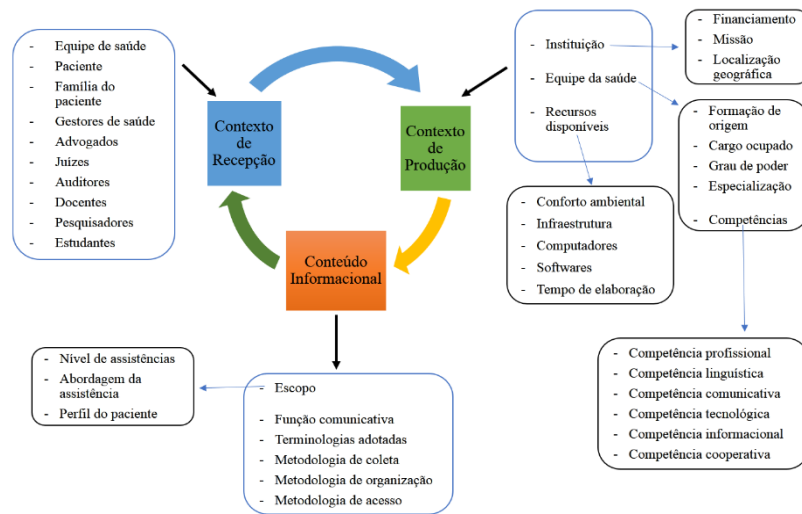 - Equipe de saúde
- Paciente
- Família do
paciente
- Gestores de saúde
- Advogados
- Juízes
- Auditores
- Docentes
- Pesquisadores
- Estudantes
Contexto
de
Recepção
Contexto
de
Produção
Conteúdo
Informacional
- Instituição
- Equipe da saúde
- Recursos
disponíveis
- Financiamento
- Missão
- Localização
geográfica
- Formação de
origem
- Cargo ocupado
- Grau de poder
- Especialização
- Competências
- Conforto ambiental
- Infraestrutura
- Computadores
- Softwares
- Tempo de elaboração
- Competência profissional
- Competência linguística
- Competência comunicativa
- Competência tecnológica
- Competência informacional
- Competência cooperativa
- Nível de assistências
- Abordagem da
assistência
- Perfil do paciente
- Escopo
- Função comunicativa
- Terminologias adotadas
- Metodologia de coleta
- Metodologia de organização
- Metodologia de acesso